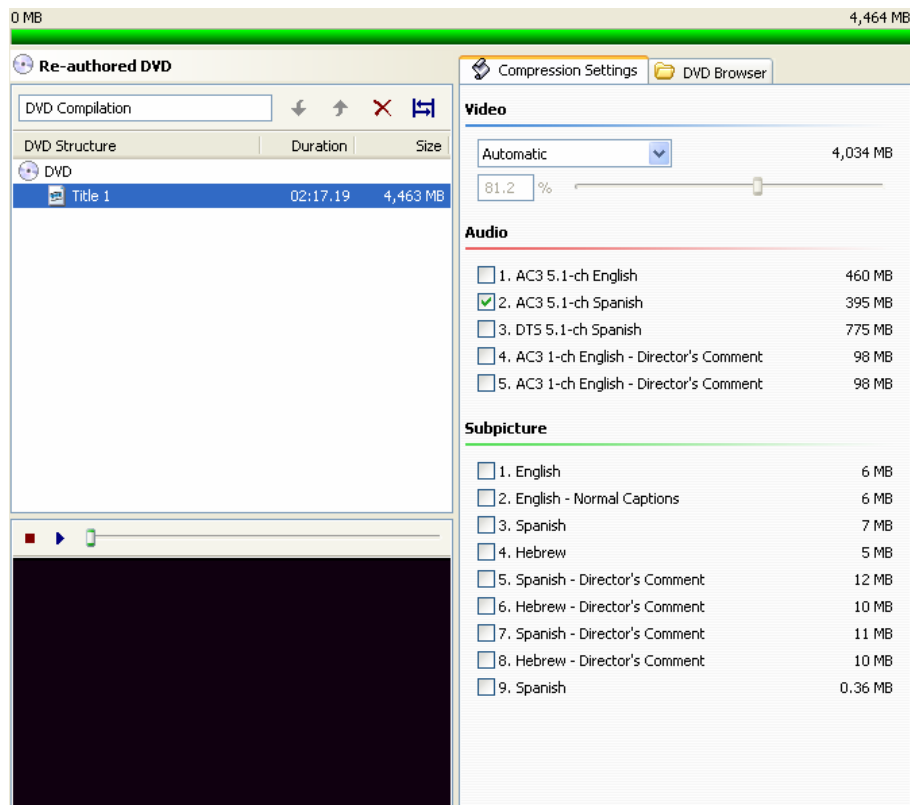 0 MB 4,464 MB
Re-authored DVD
DVD Compilation
DVD Structure Duration Size
DVD
Title 1 02:17.19 4,463 MB
Compression Settings DVD Browser
Video
Automatic 4,034 MB
81.2 %
Audio
1. AC3 5.1-ch English 460 MB
2. AC3 5.1-ch Spanish 395 MB
3. DTS 5.1-ch Spanish 775 MB
4. AC3 1-ch English - Director's Comment 98 MB
5. AC3 1-ch English - Director's Comment 98 MB
Subpicture
1. English 6 MB
2. English - Normal Captions 6 MB
3. Spanish 7 MB
4. Hebrew 5 MB
5. Spanish - Director's Comment 12 MB
6. Hebrew - Director's Comment 10 MB
7. Spanish - Director's Comment 11 MB
8. Hebrew - Director's Comment 10 MB
9. Spanish 0.36 MB